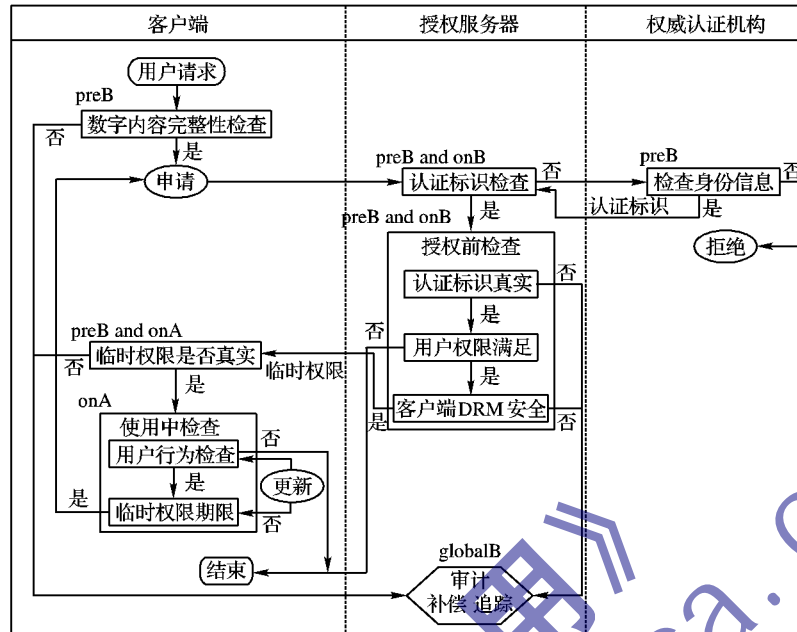 客户端
授权服务器
权威认证机构
用户请求
preB
数字内容完整性检查
否
是
申请
preB and onB
认证标识检查
否
是
preB
检查身份信息
否
是
认证标识
拒绝
preB and onB
授权前检查
认证标识真实
否
是
用户权限满足
否
是
客户端DRM安全
是
否
临时权限
preB and onA
临时权限是否真实
否
是
onA
使用中检查
用户行为检查
否
是
更新
临时权限期限
是
否
结束
globalB
审计
补偿 追踪
用》